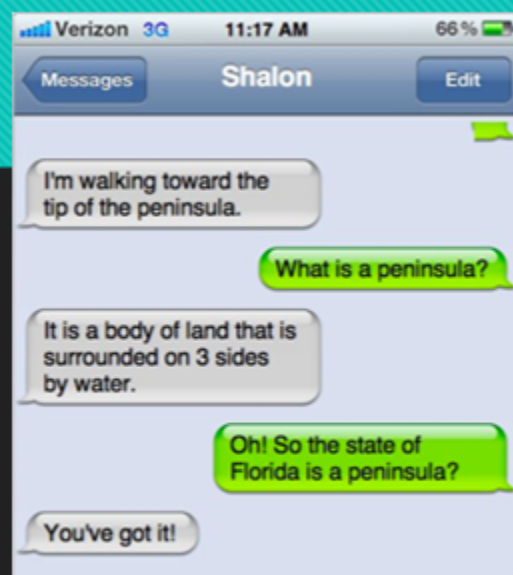 Verizon 3G 11:17 AM 66%
Messages Shalon Edit
I'm walking toward the
tip of the peninsula.
What is a peninsula?
It is a body of land that is
surrounded on 3 sides
by water.
Oh! So the state of
Florida is a peninsula?
You've got it!